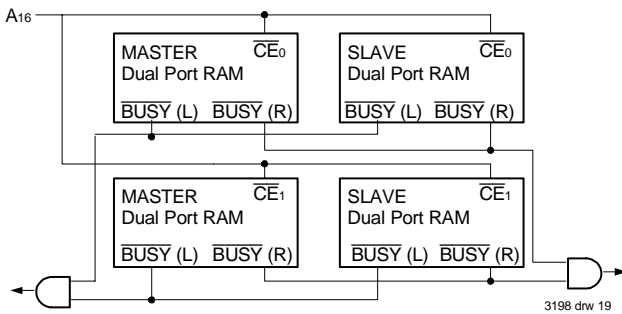 A16
MASTER CE0 SLAVE CE0
Dual Port RAM Dual Port RAM
BUSY (L) BUSY (R) BUSY (L) BUSY (R)
MASTER CE1 SLAVE CE1
Dual Port RAM Dual Port RAM
BUSY (L) BUSY (R) BUSY (L) BUSY (R)
3198 drw 19